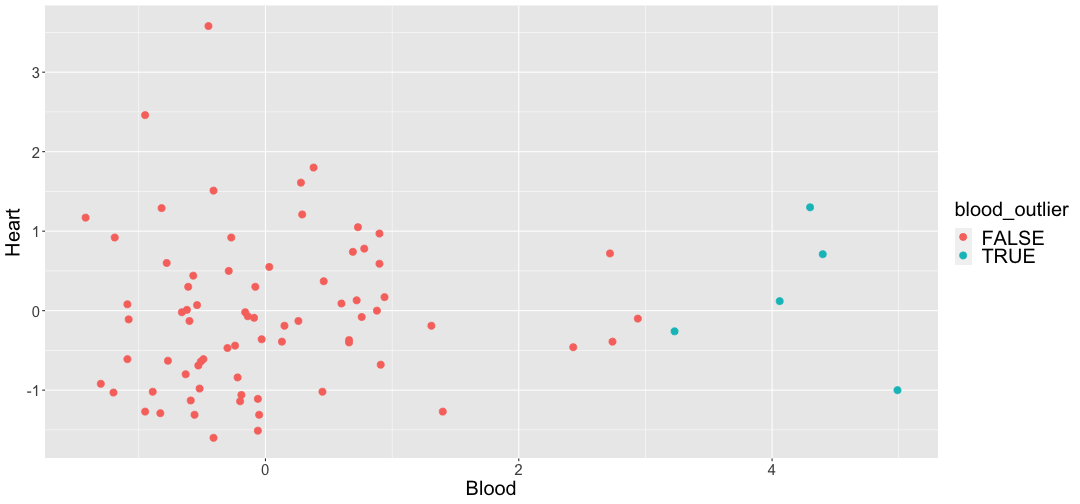 3
2
1
0
-1
Heart
0 2 4
Blood
blood_outlier
FALSE
TRUE